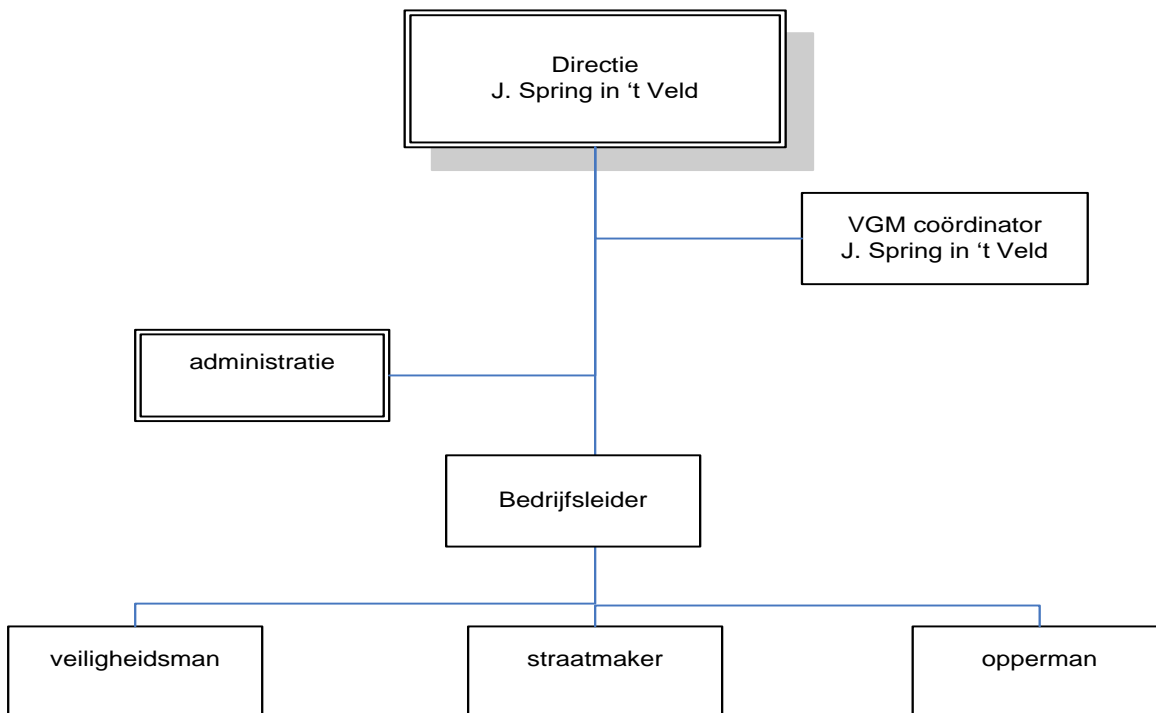 Directie
J. Spring in ‘t Veld
VGM coördinator
J. Spring in ‘t Veld
administratie
Bedrijfsleider
veiligheidsman
straatmaker
opperman